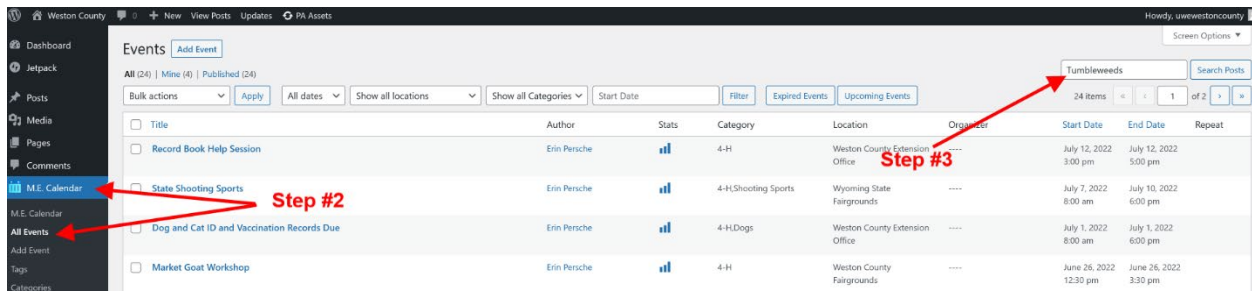 Weston County 0 + New View Posts Updates PA Assets Howdy, uwewestoncounty
Screen Options ▼
Dashboard
Jetpack
Posts
Media
Pages
Comments
M.E. Calendar
M.E. Calendar
All Events
Add Event
Tags
Categories
Events Add Event
All (24) | Mine (4) | Published (24)
Tumbleweeds Search Posts
Bulk actions Apply All dates Show all locations Show all Categories Start Date Filter Expired Events Upcoming Events 24 items « ‹ 1 of 2 › »
Title Author Stats Category Location Organizer Start Date End Date Repeat
Record Book Help Session Erin Persche 4-H Weston County Extension Office ---- July 12, 2022 3:00 pm July 12, 2022 5:00 pm
State Shooting Sports Erin Persche 4-H,Shooting Sports Wyoming State Fairgrounds ---- July 7, 2022 8:00 am July 10, 2022 6:00 pm
Dog and Cat ID and Vaccination Records Due Erin Persche 4-H,Dogs Weston County Extension Office ---- July 1, 2022 8:00 am July 1, 2022 6:00 pm
Market Goat Workshop Erin Persche 4-H Weston County Fairgrounds ---- June 26, 2022 12:30 pm June 26, 2022 3:30 pm
Step #2
Step #3